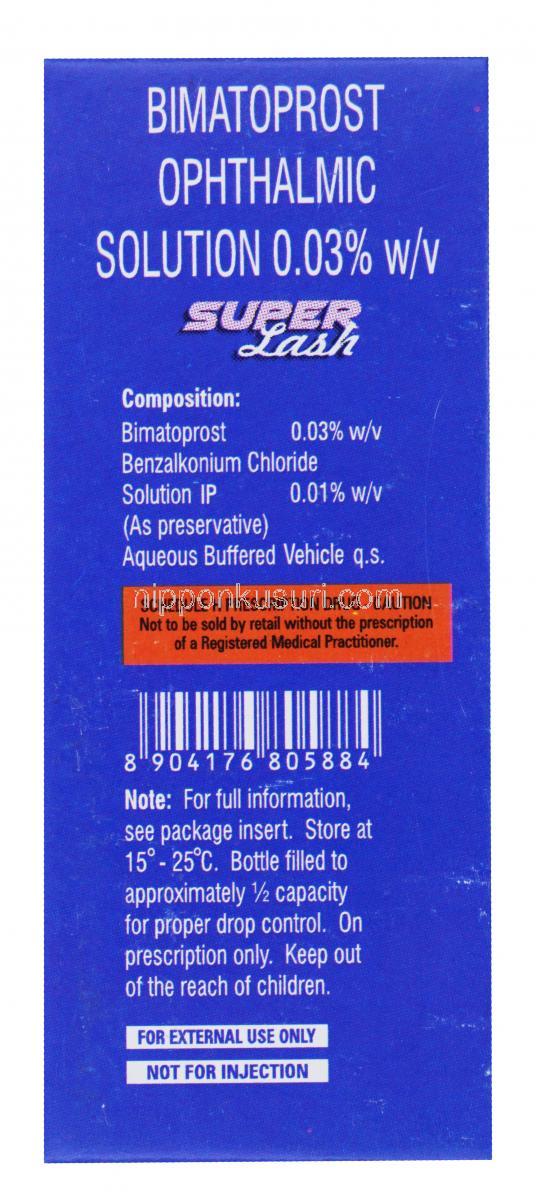 BIMATOPROST
OPHTHALMIC
SOLUTION 0.03% w/v
SUPER
Lash
Composition:
Bimatoprost 0.03% w/v
Benzalkonium Chloride
Solution IP 0.01% w/v
(As preservative)
Aqueous Buffered Vehicle q.s.
nipponkusuri.com
SCHEDULE H PRESCRIPTION DRUG - CAUTION
Not to be sold by retail without the prescription
of a Registered Medical Practitioner.
8 904176 805884
Note: For full information,
see package insert. Store at
15° - 25°C. Bottle filled to
approximately ½ capacity
for proper drop control. On
prescription only. Keep out
of the reach of children.
FOR EXTERNAL USE ONLY
NOT FOR INJECTION